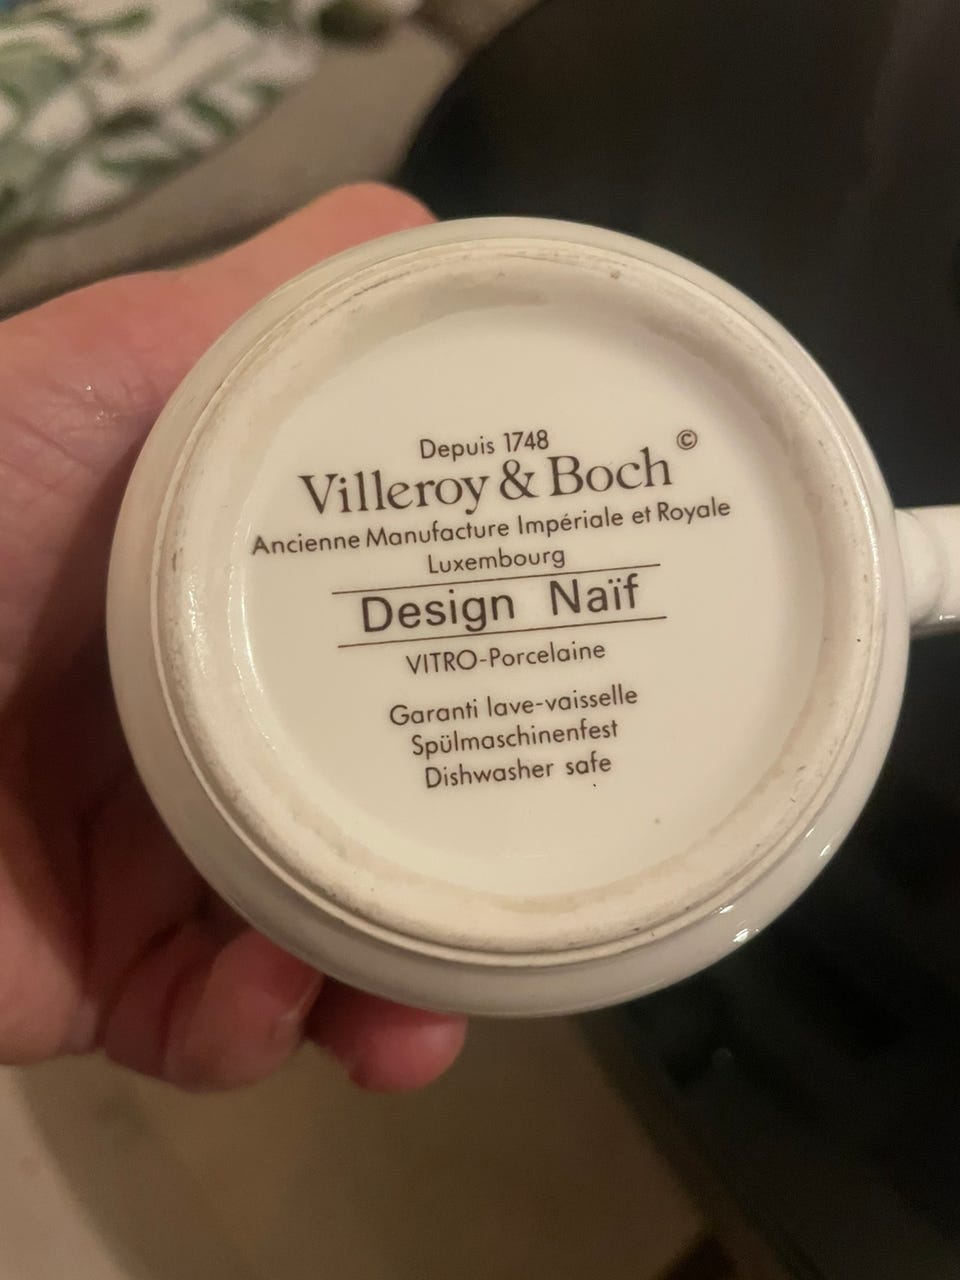 Depuis 1748
Villeroy & Boch ©
Ancienne Manufacture Impériale et Royale
Luxembourg
Design Naïf
VITRO-Porcelaine
Garanti lave-vaisselle
Spülmaschinenfest
Dishwasher safe